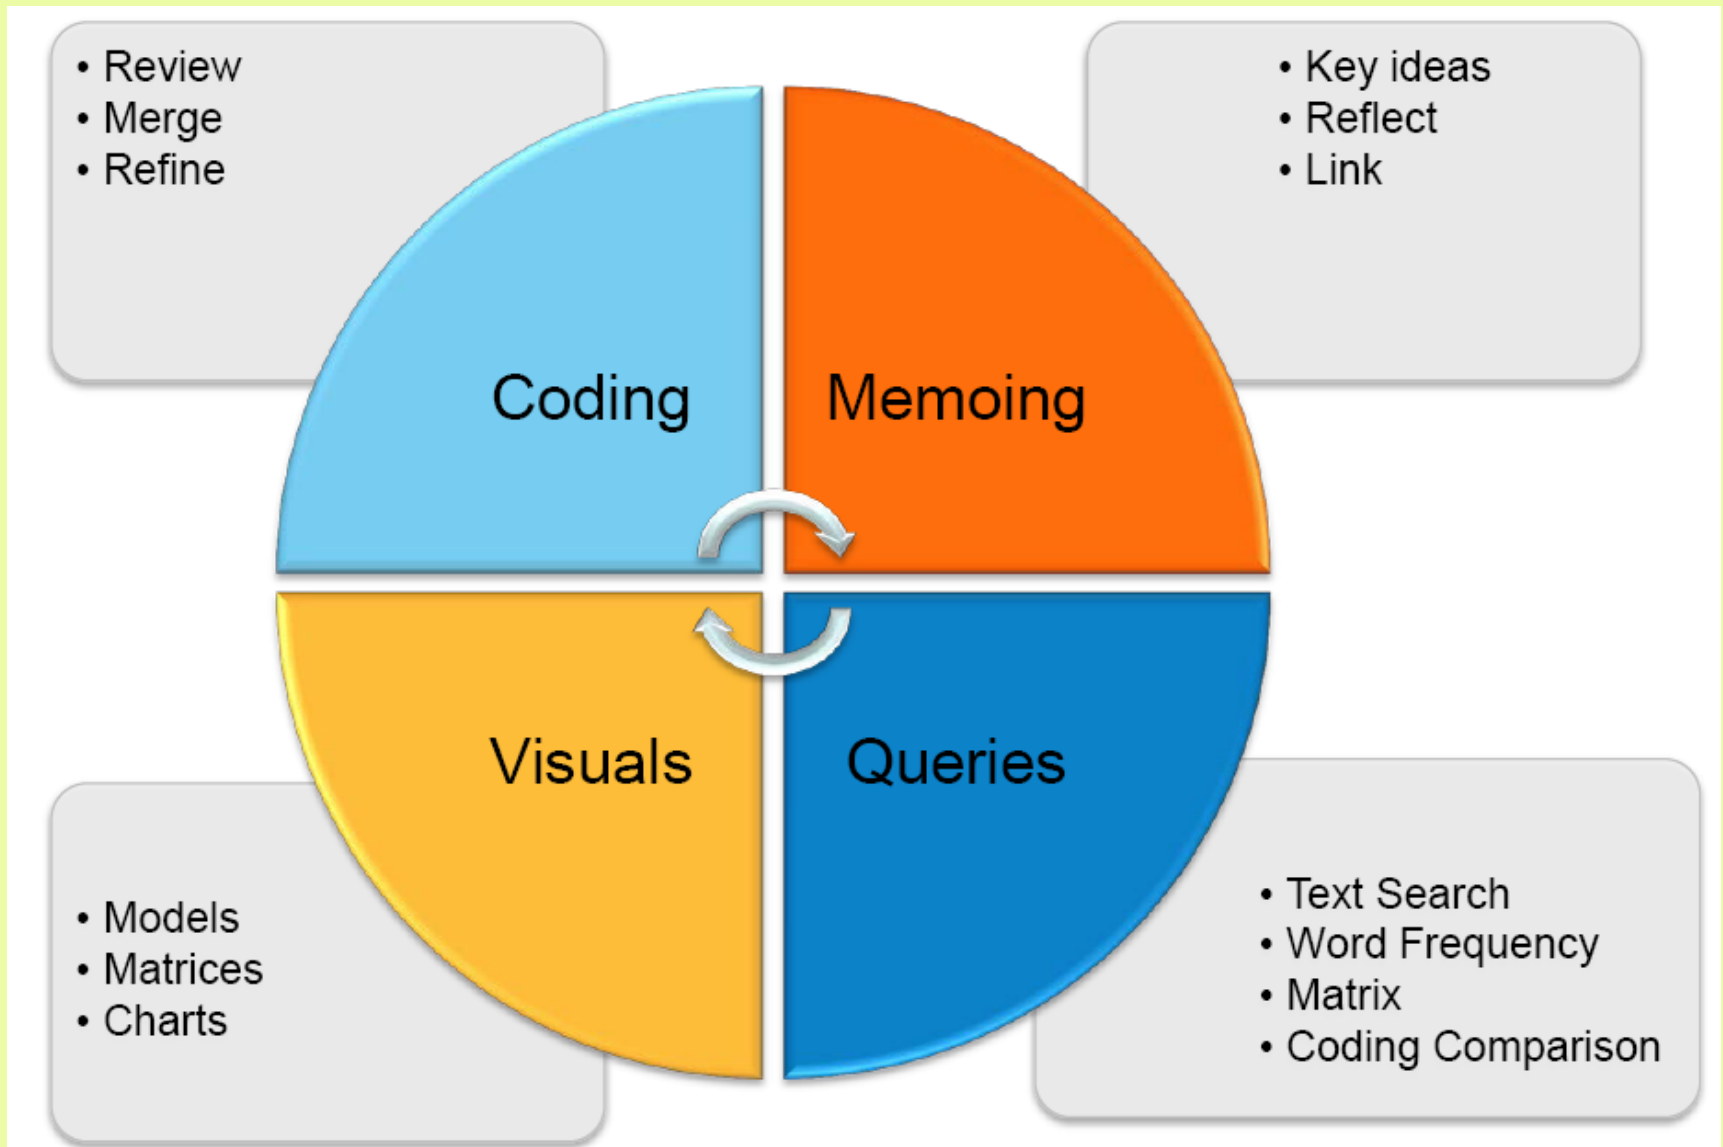 • Review
• Merge
• Refine
• Key ideas
• Reflect
• Link
Coding
Memoing
Visuals
Queries
• Models
• Matrices
• Charts
• Text Search
• Word Frequency
• Matrix
• Coding Comparison